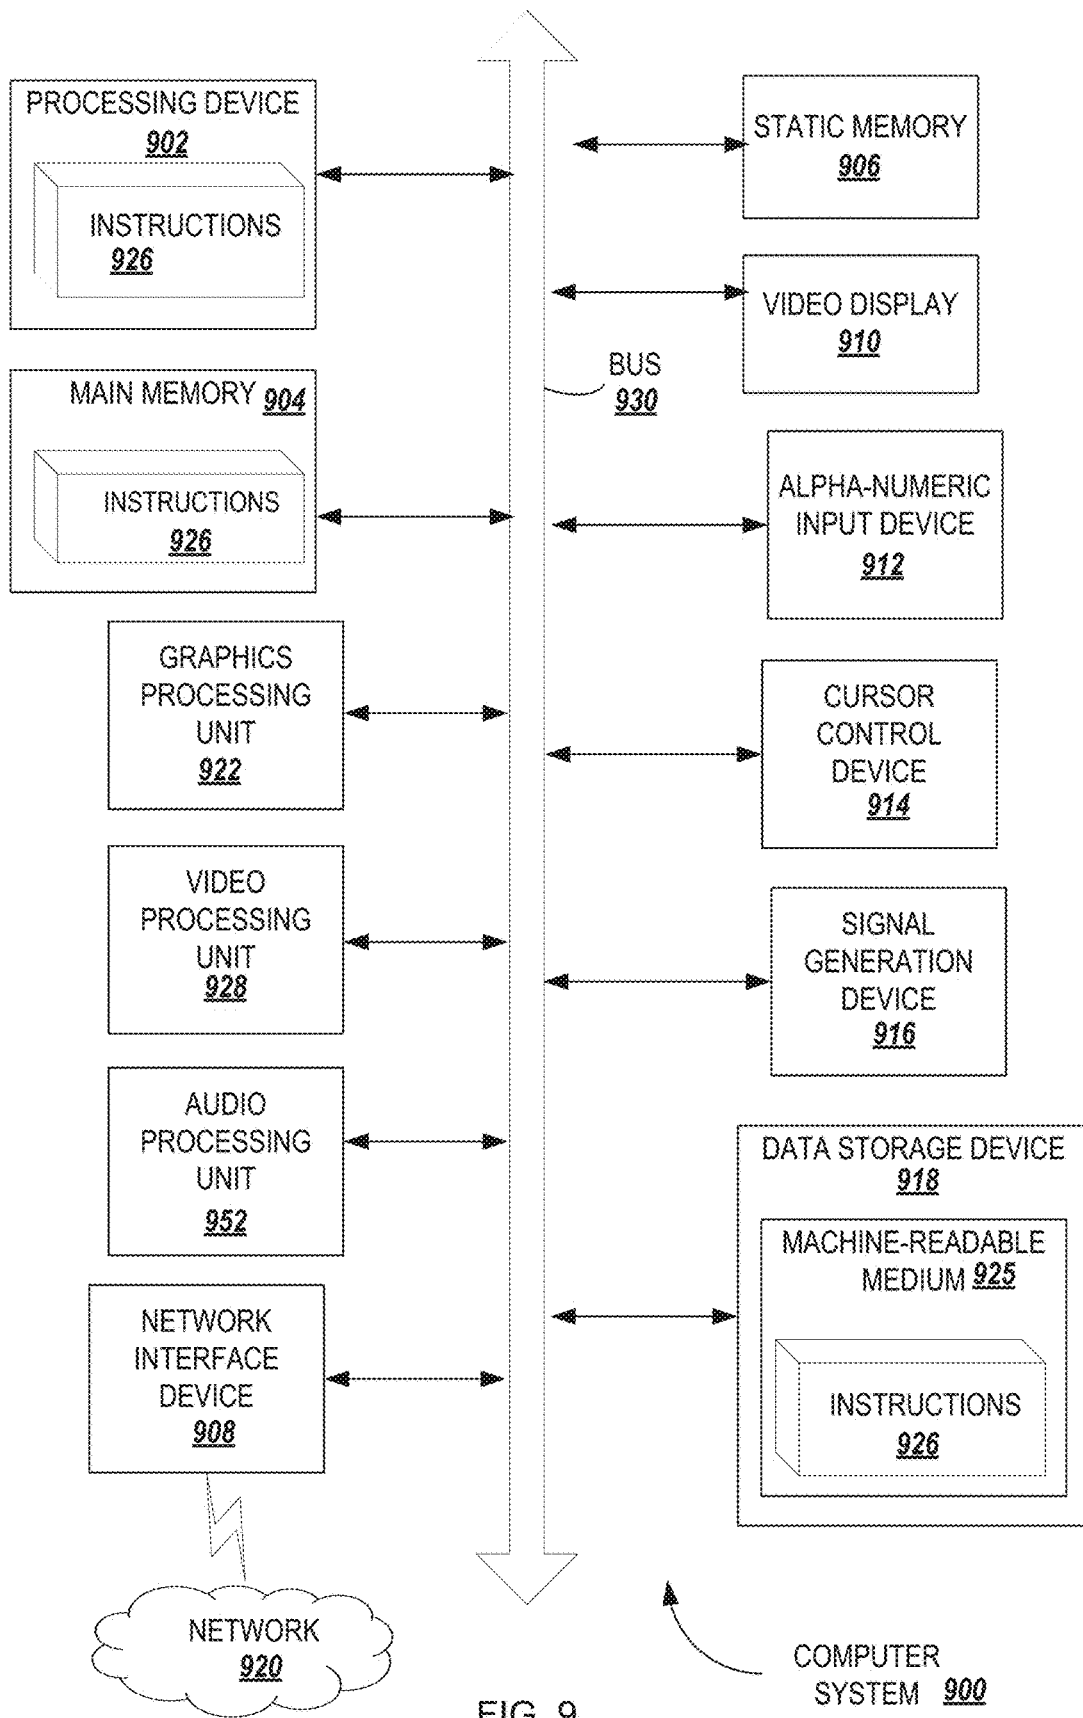 PROCESSING DEVICE
902
INSTRUCTIONS
926
MAIN MEMORY 904
INSTRUCTIONS
926
GRAPHICS
PROCESSING
UNIT
922
VIDEO
PROCESSING
UNIT
928
AUDIO
PROCESSING
UNIT
952
NETWORK
INTERFACE
DEVICE
908
NETWORK
920
BUS
930
STATIC MEMORY
906
VIDEO DISPLAY
910
ALPHA-NUMERIC
INPUT DEVICE
912
CURSOR
CONTROL
DEVICE
914
SIGNAL
GENERATION
DEVICE
916
DATA STORAGE DEVICE
918
MACHINE-READABLE
MEDIUM 925
INSTRUCTIONS
926
COMPUTER
SYSTEM 900
FIG. 9